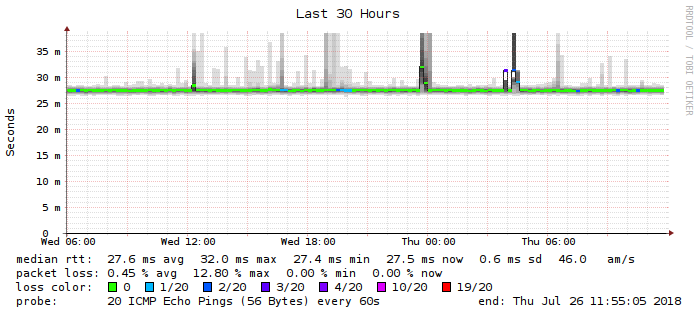 Last 30 Hours
RRDTOOL / TOBI OETIKER
Seconds
35 m
30 m
25 m
20 m
15 m
10 m
5 m
0
Wed 06:00 Wed 12:00 Wed 18:00 Thu 00:00 Thu 06:00
median rtt: 27.6 ms avg 32.0 ms max 27.4 ms min 27.5 ms now 0.6 ms sd 46.0 am/s
packet loss: 0.45 % avg 12.80 % max 0.00 % min 0.00 % now
loss color: 0 1/20 2/20 3/20 4/20 10/20 19/20
probe: 20 ICMP Echo Pings (56 Bytes) every 60s end: Thu Jul 26 11:55:05 2018